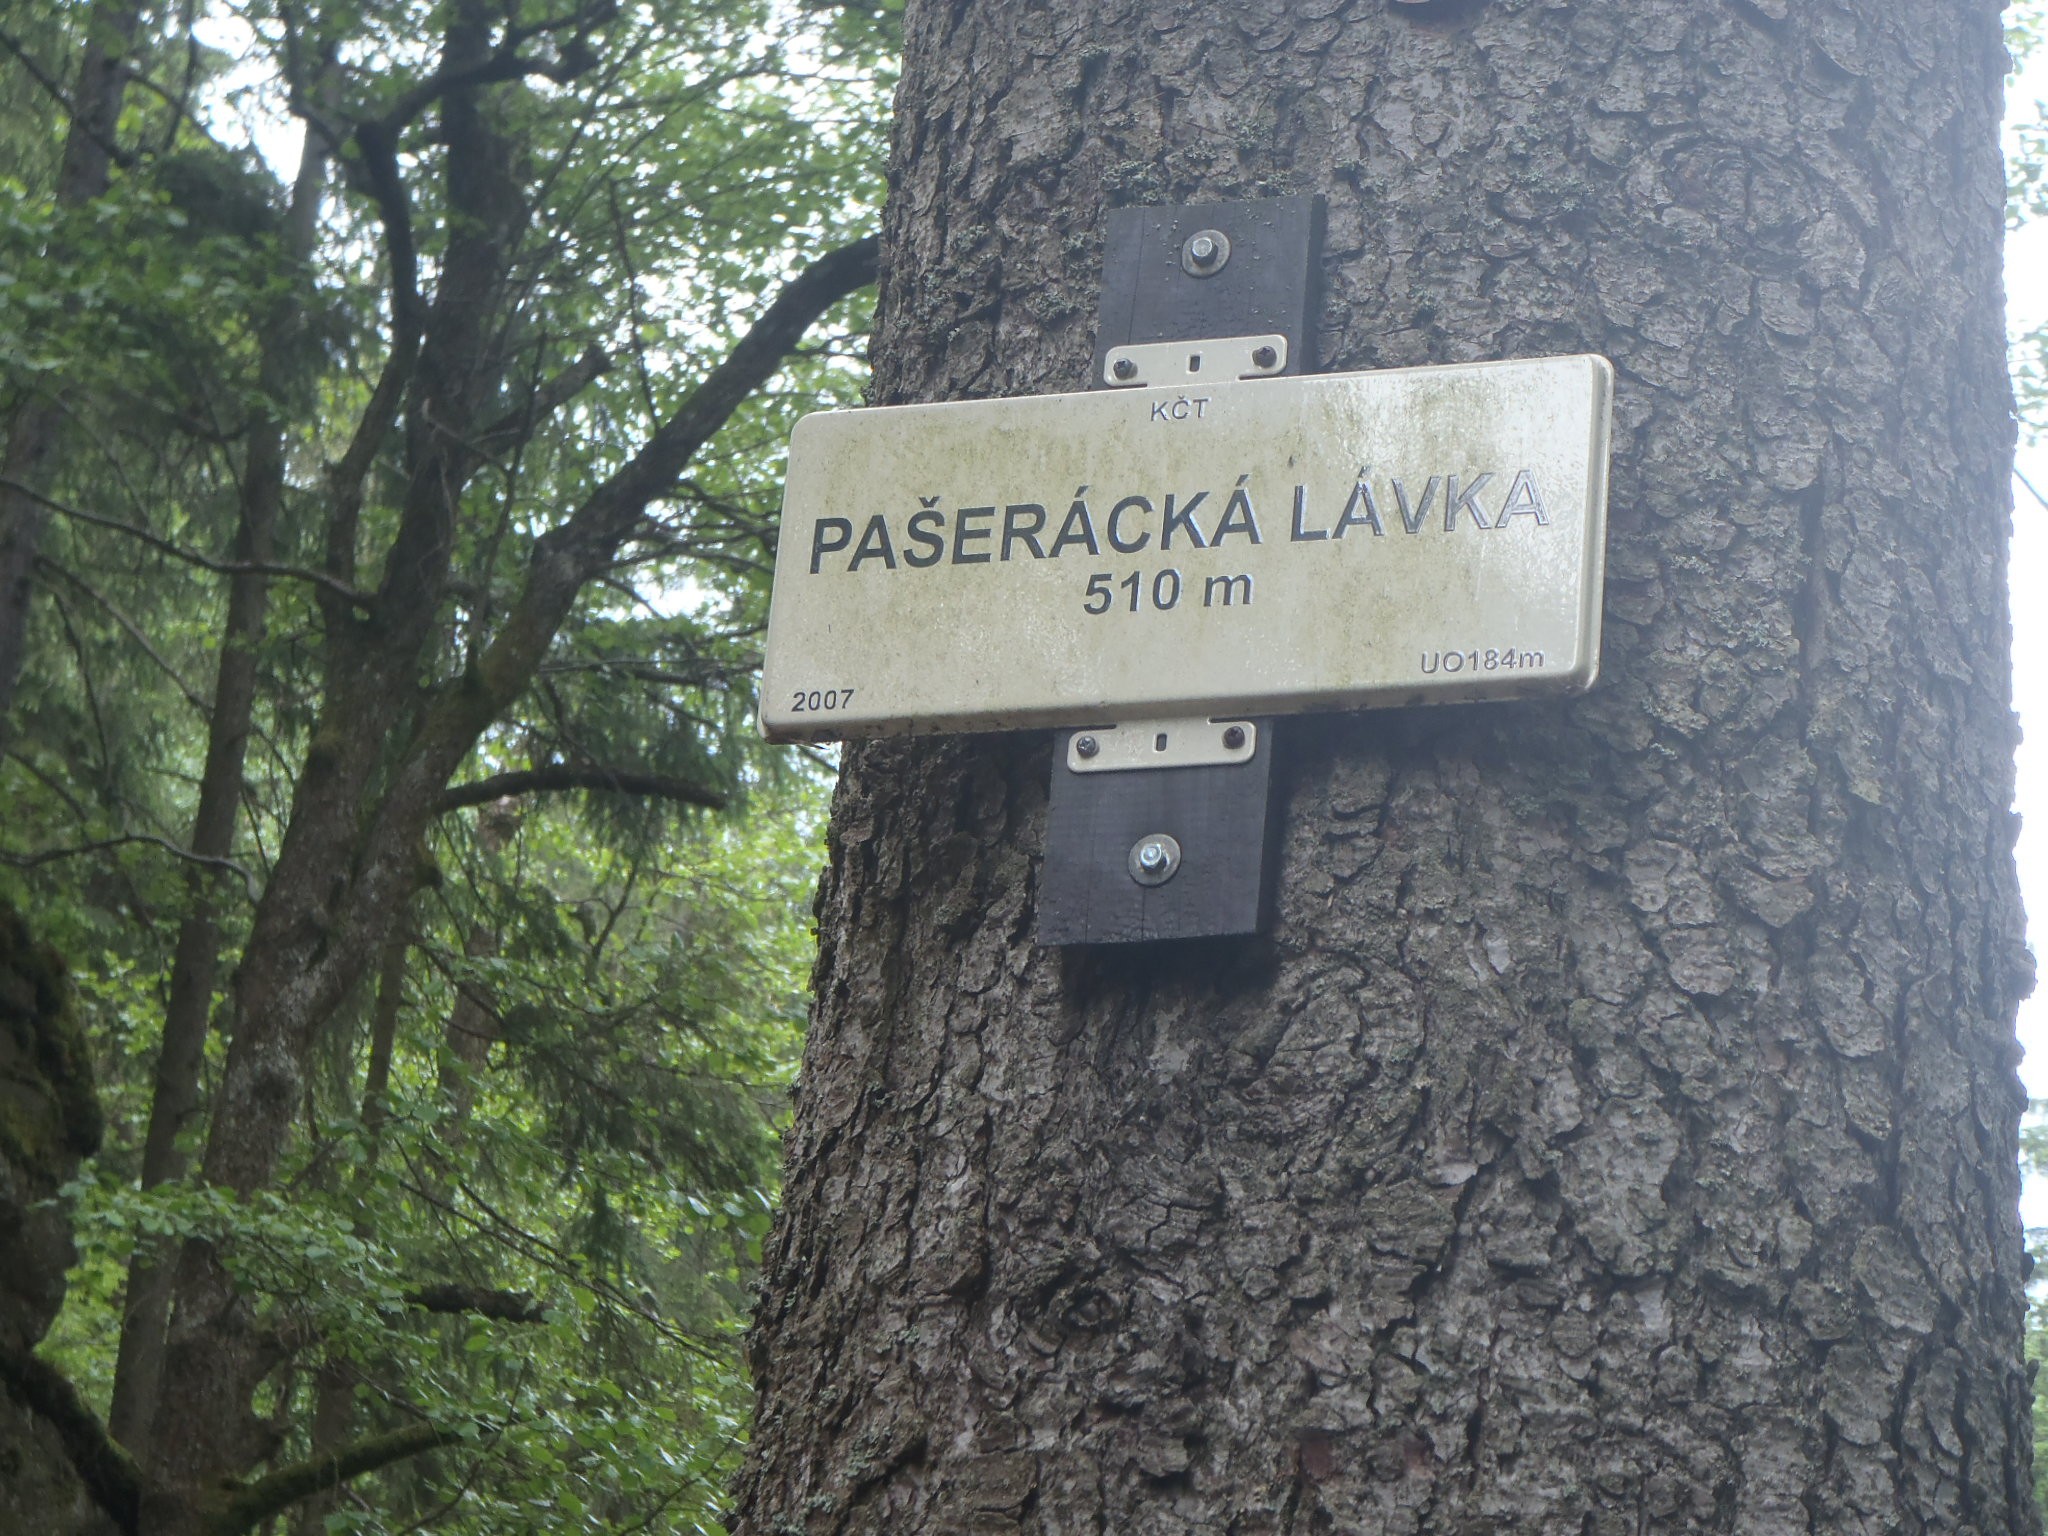 KČT
PAŠERÁCKÁ LÁVKA
510 m
2007 UO184m